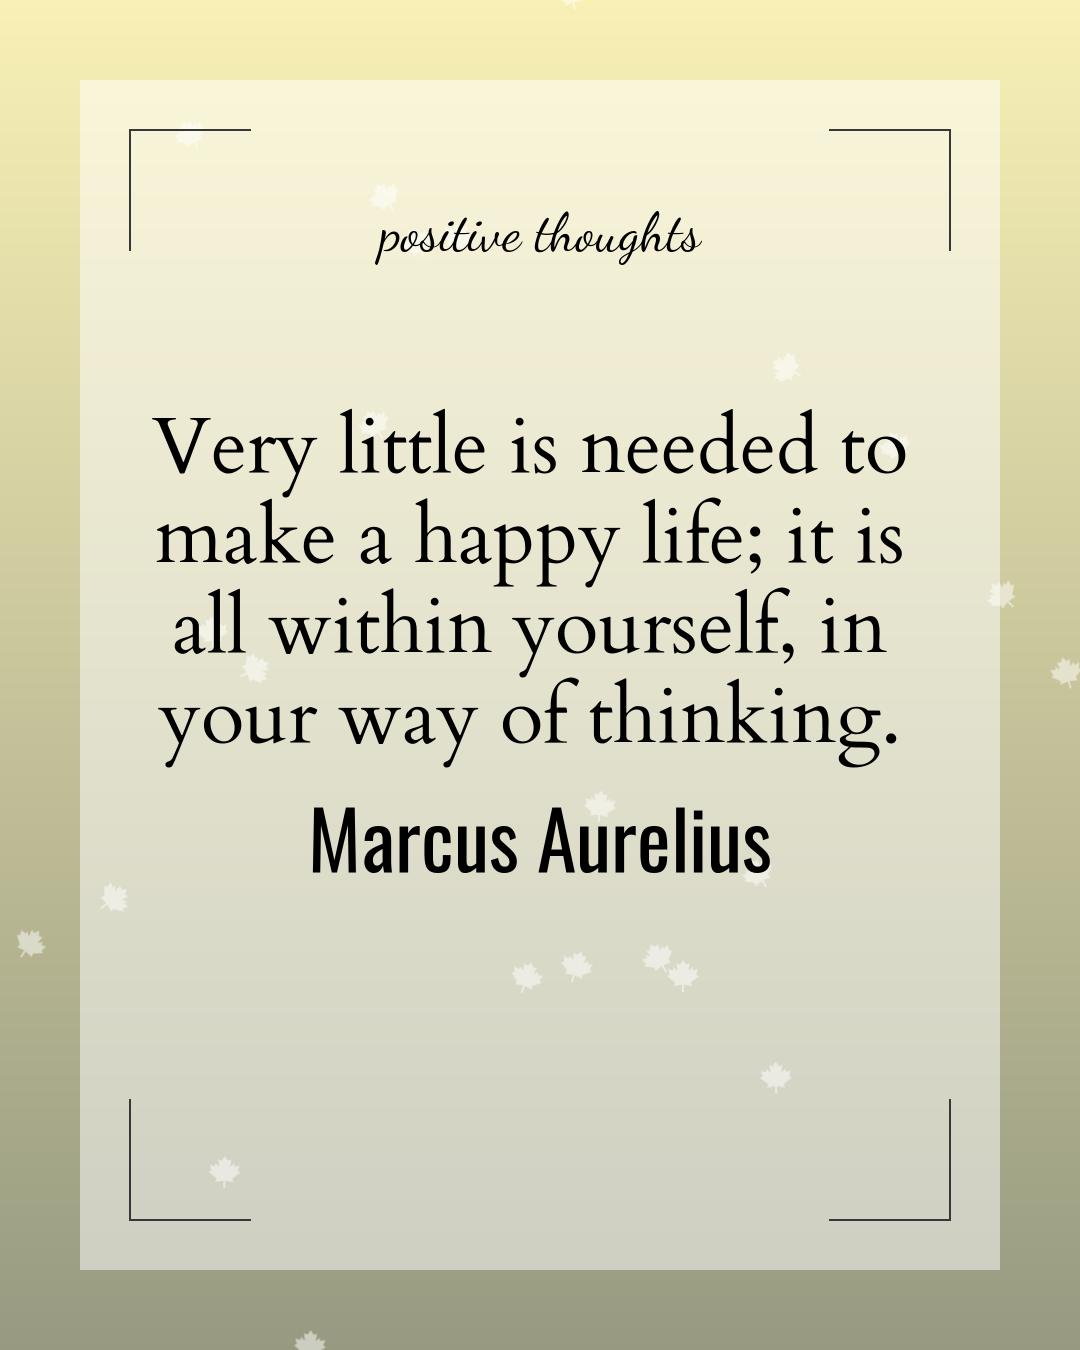 positive thoughts
Very little is needed to
make a happy life; it is
all within yourself, in
your way of thinking.
Marcus Aurelius